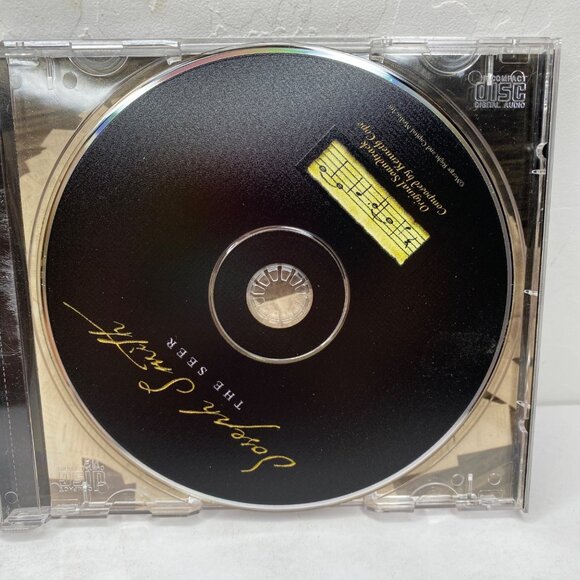 Joseph Smith
THE SEER
Original Soundtrack
Composed by Kenneth Cope
COMPACT
DISC
DIGITAL AUDIO